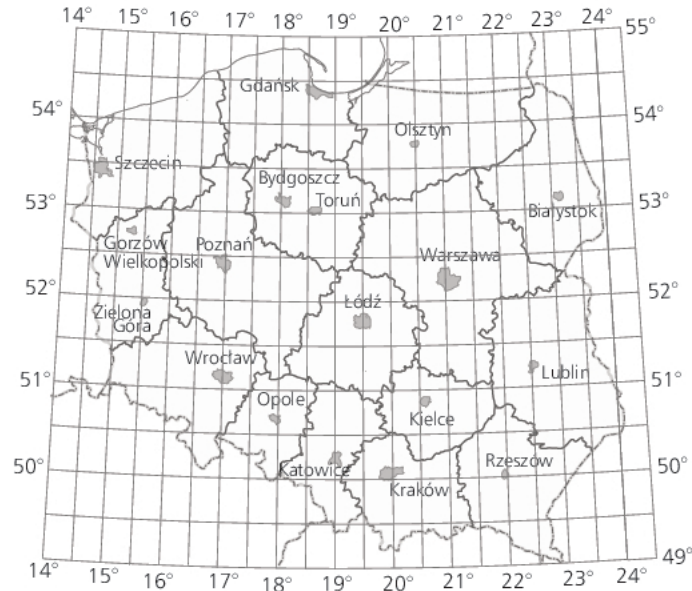 14° 15° 16° 17° 18° 19° 20° 21° 22° 23° 24° 55°
Gdańsk
54° 54°
Olsztyn
Szczecin
Bydgoszcz
Toruń
53° 53°
Białystok
Gorzów
Wielkopolski
Poznań
Warszawa
52° 52°
Łódź
Zielona
Góra
Wrocław
51° 51°
Lublin
Opole
Kielce
50° 50°
Katowice
Rzeszów
Kraków
49°
14° 15° 16° 17° 18° 19° 20° 21° 22° 23° 24°